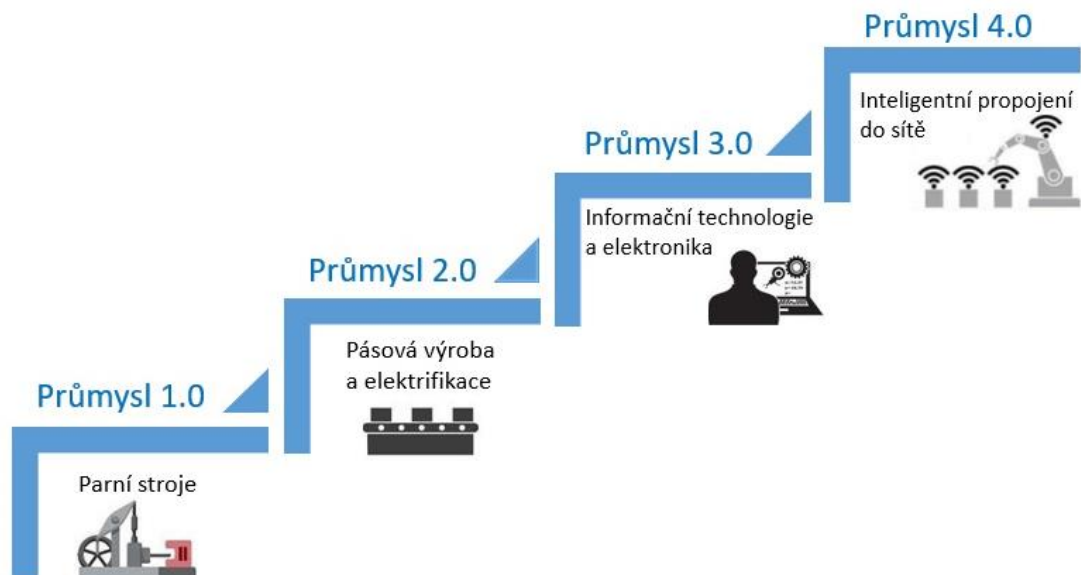 Průmysl 4.0
Inteligentní propojení
do sítě
Průmysl 3.0
Informační technologie
a elektronika
Průmysl 2.0
Pásová výroba
a elektrifikace
Průmysl 1.0
Parní stroje